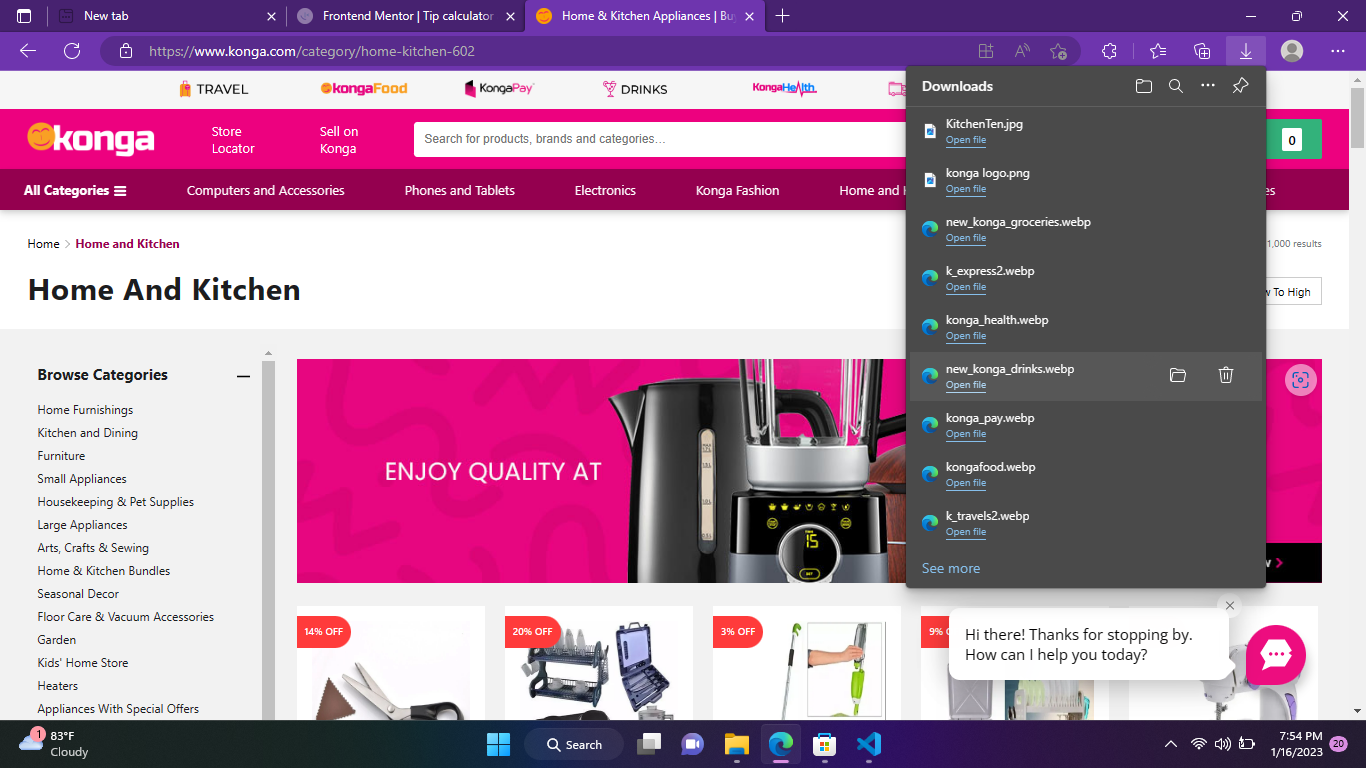 New tab
Frontend Mentor | Tip calculator
Home & Kitchen Appliances | Bu
https://www.konga.com/category/home-kitchen-602
TRAVEL
kongaFood
KongaPay
DRINKS
KongaHealth
Downloads
KitchenTen.jpg
Open file
konga logo.png
Open file
new_konga_groceries.webp
Open file
k_express2.webp
Open file
konga_health.webp
Open file
new_konga_drinks.webp
Open file
konga_pay.webp
Open file
kongafood.webp
Open file
k_travels2.webp
Open file
See more
konga
Store
Locator
Sell on
Konga
Search for products, brands and categories...
0
All Categories
Computers and Accessories
Phones and Tablets
Electronics
Konga Fashion
Home and
Home
Home and Kitchen
1,000 results
Home And Kitchen
To High
Browse Categories
Home Furnishings
Kitchen and Dining
Furniture
Small Appliances
Housekeeping & Pet Supplies
Large Appliances
Arts, Crafts & Sewing
Home & Kitchen Bundles
Seasonal Decor
Floor Care & Vacuum Accessories
Garden
Kids' Home Store
Heaters
Appliances With Special Offers
ENJOY QUALITY AT
15
14% OFF
20% OFF
3% OFF
9%
Hi there! Thanks for stopping by.
How can I help you today?
1
83°F
Cloudy
Search
7:54 PM
1/16/2023
20